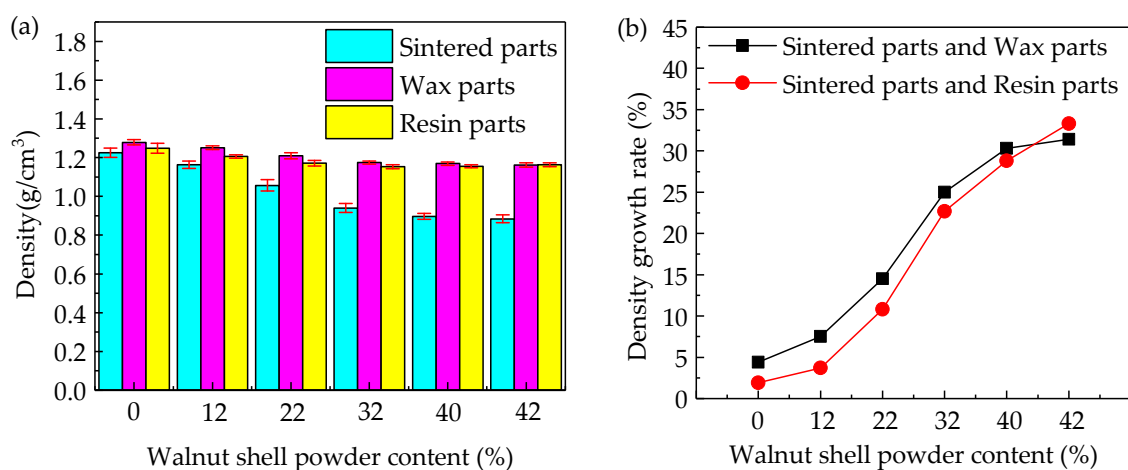 (a)
1.8
1.6
1.4
1.2
1.0
0.8
0.6
0.4
0.2
0.0
Density(g/cm³)
Sintered parts
Wax parts
Resin parts
0 12 22 32 40 42
Walnut shell powder content (%)
(b)
45
40
35
30
25
20
15
10
5
0
Density growth rate (%)
Sintered parts and Wax parts
Sintered parts and Resin parts
0 12 22 32 40 42
Walnut shell powder content (%)